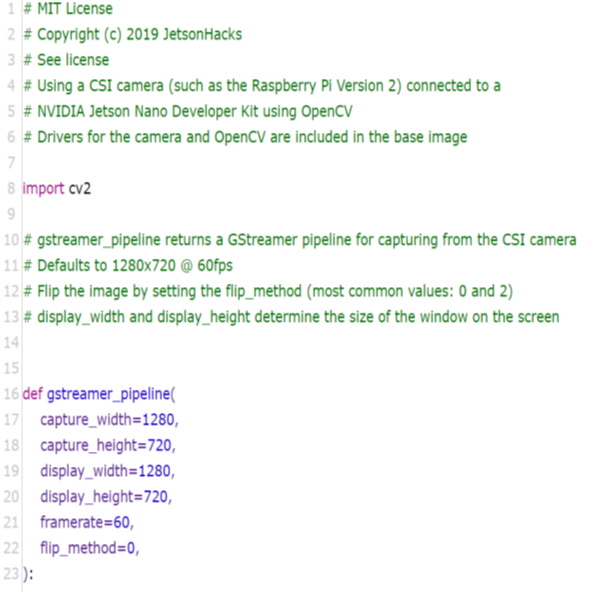 1 # MIT License
2 # Copyright (c) 2019 JetsonHacks
3 # See license
4 # Using a CSI camera (such as the Raspberry Pi Version 2) connected to a
5 # NVIDIA Jetson Nano Developer Kit using OpenCV
6 # Drivers for the camera and OpenCV are included in the base image
7
8 import cv2
9
10 # gstreamer_pipeline returns a GStreamer pipeline for capturing from the CSI camera
11 # Defaults to 1280x720 @ 60fps
12 # Flip the image by setting the flip_method (most common values: 0 and 2)
13 # display_width and display_height determine the size of the window on the screen
14
15
16 def gstreamer_pipeline(
17     capture_width=1280,
18     capture_height=720,
19     display_width=1280,
20     display_height=720,
21     framerate=60,
22     flip_method=0,
23 ):